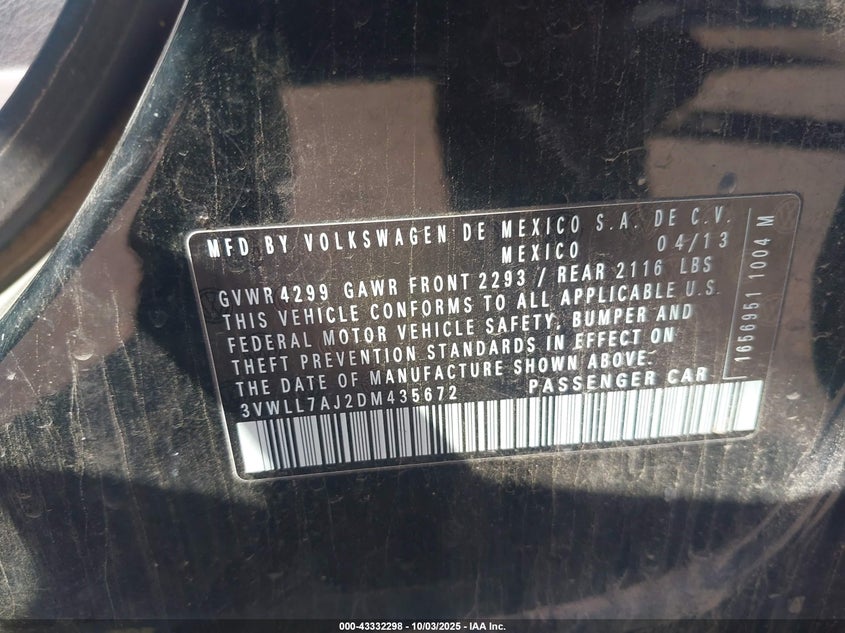 MFD BY VOLKSWAGEN DE MEXICO S.A. DE C.V.
MEXICO 04/13
GVWR 4299 GAWR FRONT 2293 / REAR 2116 LBS
THIS VEHICLE CONFORMS TO ALL APPLICABLE U.S.
FEDERAL MOTOR VEHICLE SAFETY, BUMPER AND
THEFT PREVENTION STANDARDS IN EFFECT ON
THE DATE OF MANUFACTURE SHOWN ABOVE.
3VWLL7AJ2DM435672 PASSENGER CAR
1656951 1004 M
000-43332298 - 10/03/2025 - IAA Inc.